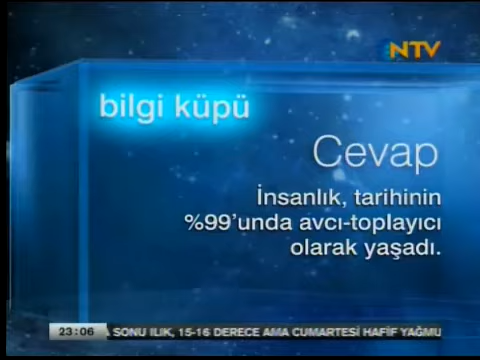 NTV
bilgi küpü
Cevap
İnsanlık, tarihinin
%99'unda avcı-toplayıcı
olarak yaşadı.
23:06 SONU ILIK, 15-16 DERECE AMA CUMARTESİ HAFİF YAĞMU